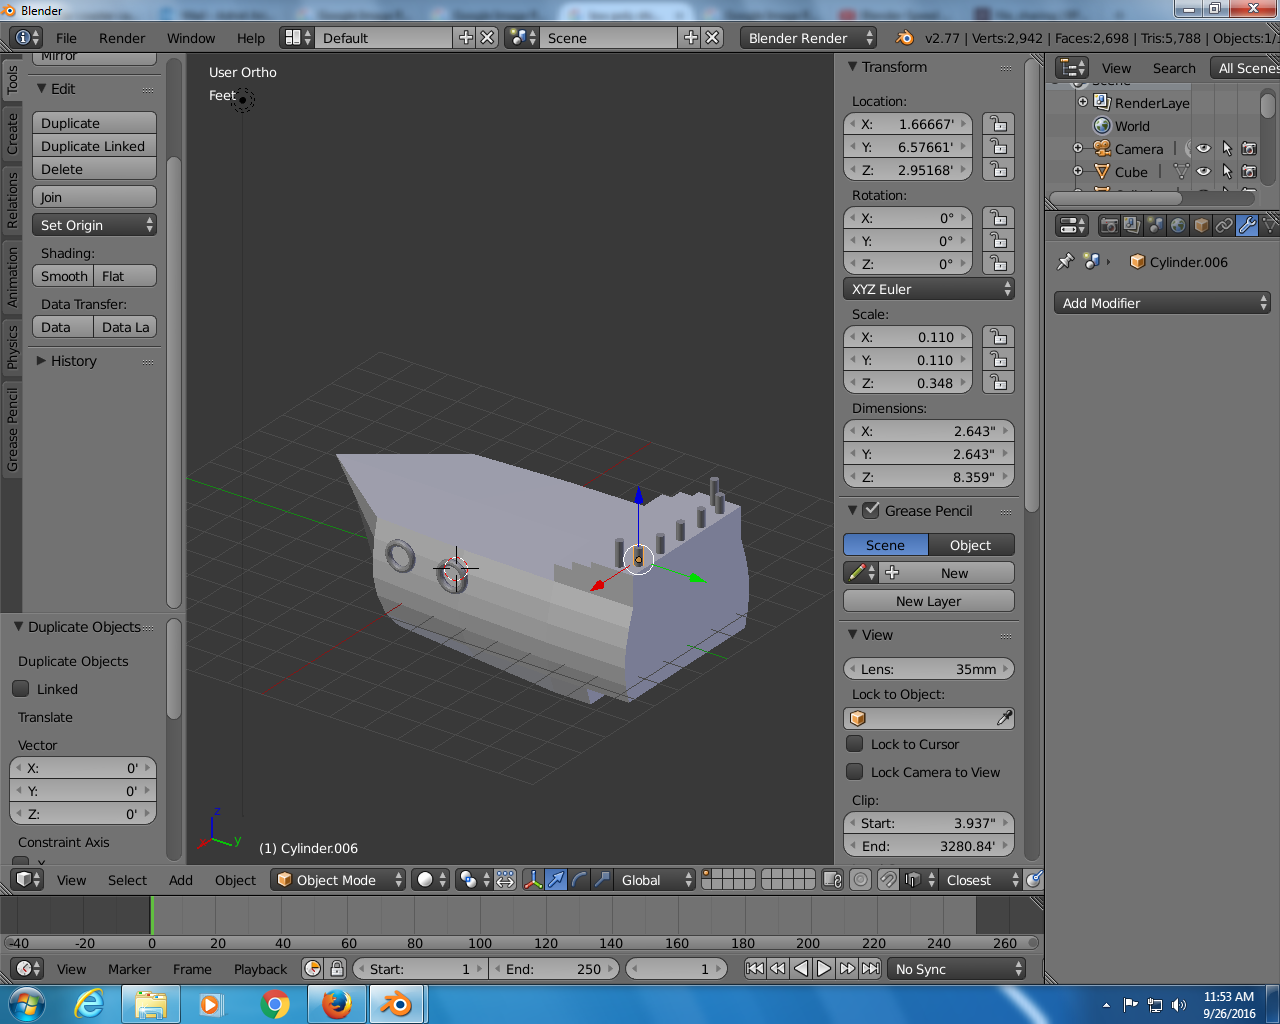 Blender
File Render Window Help Default Scene Blender Render v2.77 | Verts:2,942 | Faces:2,698 | Tris:5,788 | Objects:1/
Tools
Create
Relations
Animation
Physics
Grease Pencil
Mirror
Edit
Duplicate
Duplicate Linked
Delete
Join
Set Origin
Shading:
Smooth Flat
Data Transfer:
Data Data La
History
Duplicate Objects
Duplicate Objects
Linked
Translate
Vector
X: 0'
Y: 0'
Z: 0'
Constraint Axis
X
User Ortho
Feet
z
y
(1) Cylinder.006
Transform
Location:
X: 1.66667'
Y: 6.57661'
Z: 2.95168'
Rotation:
X: 0°
Y: 0°
Z: 0°
XYZ Euler
Scale:
X: 0.110
Y: 0.110
Z: 0.348
Dimensions:
X: 2.643"
Y: 2.643"
Z: 8.359"
Grease Pencil
Scene Object
New
New Layer
View
Lens: 35mm
Lock to Object:
Lock to Cursor
Lock Camera to View
Clip:
Start: 3.937"
End: 3280.84'
View Search All Scenes
Scene
RenderLaye
World
Camera
Cube
Cylinder.006
Add Modifier
View Select Add Object Object Mode Global Closest
-40 -20 0 20 40 60 80 100 120 140 160 180 200 220 240 260
View Marker Frame Playback Start: 1 End: 250 1 No Sync
11:53 AM
9/26/2016